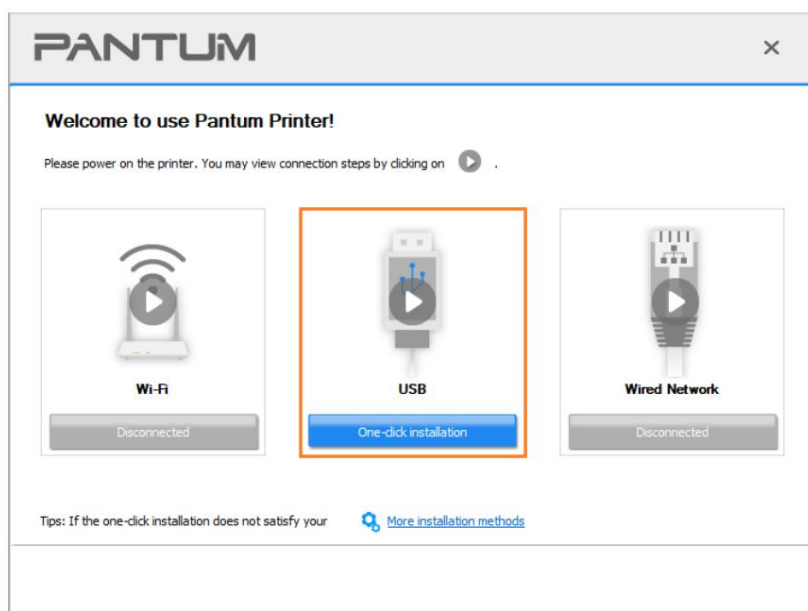 PANTUM
Welcome to use Pantum Printer!
Please power on the printer. You may view connection steps by clicking on .
Wi-Fi
USB
Wired Network
Disconnected
One-click installation
Disconnected
Tips: If the one-click installation does not satisfy your More installation methods